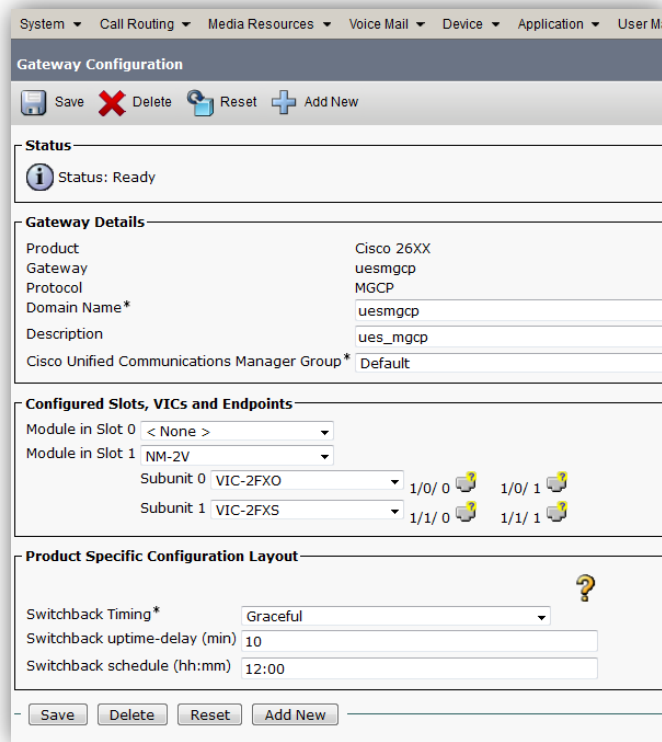 System Call Routing Media Resources Voice Mail Device Application
Gateway Configuration
Save Delete Reset Add New
Status
i Status: Ready
Gateway Details
Product Cisco 26XX
Gateway uesmgcp
Protocol MGCP
Domain Name* uesmgcp
Description ues_mgcp
Cisco Unified Communications Manager Group* Default
Configured Slots, VICs and Endpoints
Module in Slot 0 < None >
Module in Slot 1 NM-2V
Subunit 0 VIC-2FXO 1/0/ 0 ? 1/0/ 1 ?
Subunit 1 VIC-2FXS 1/1/ 0 ? 1/1/ 1 ?
Product Specific Configuration Layout
?
Switchback Timing* Graceful
Switchback uptime-delay (min) 10
Switchback schedule (hh:mm) 12:00
Save Delete Reset Add New